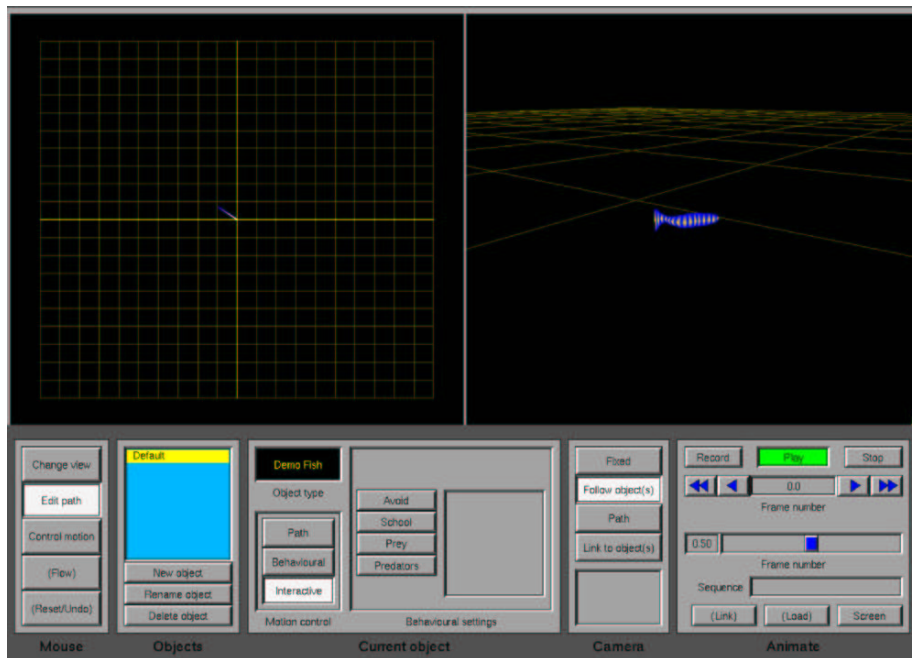 Change view
Edit path
Control motion
(Flow)
(Reset/Undo)
Mouse
Default
New object
Rename object
Delete object
Objects
Demo Fish
Object type
Path
Behavioural
Interactive
Motion control
Avoid
School
Prey
Predators
Behavioural settings
Current object
Fixed
Follow object(s)
Path
Link to object(s)
Camera
Record
Play
Stop
0.0
Frame number
0.50
Frame number
Sequence
(Link)
(Load)
Screen
Animate